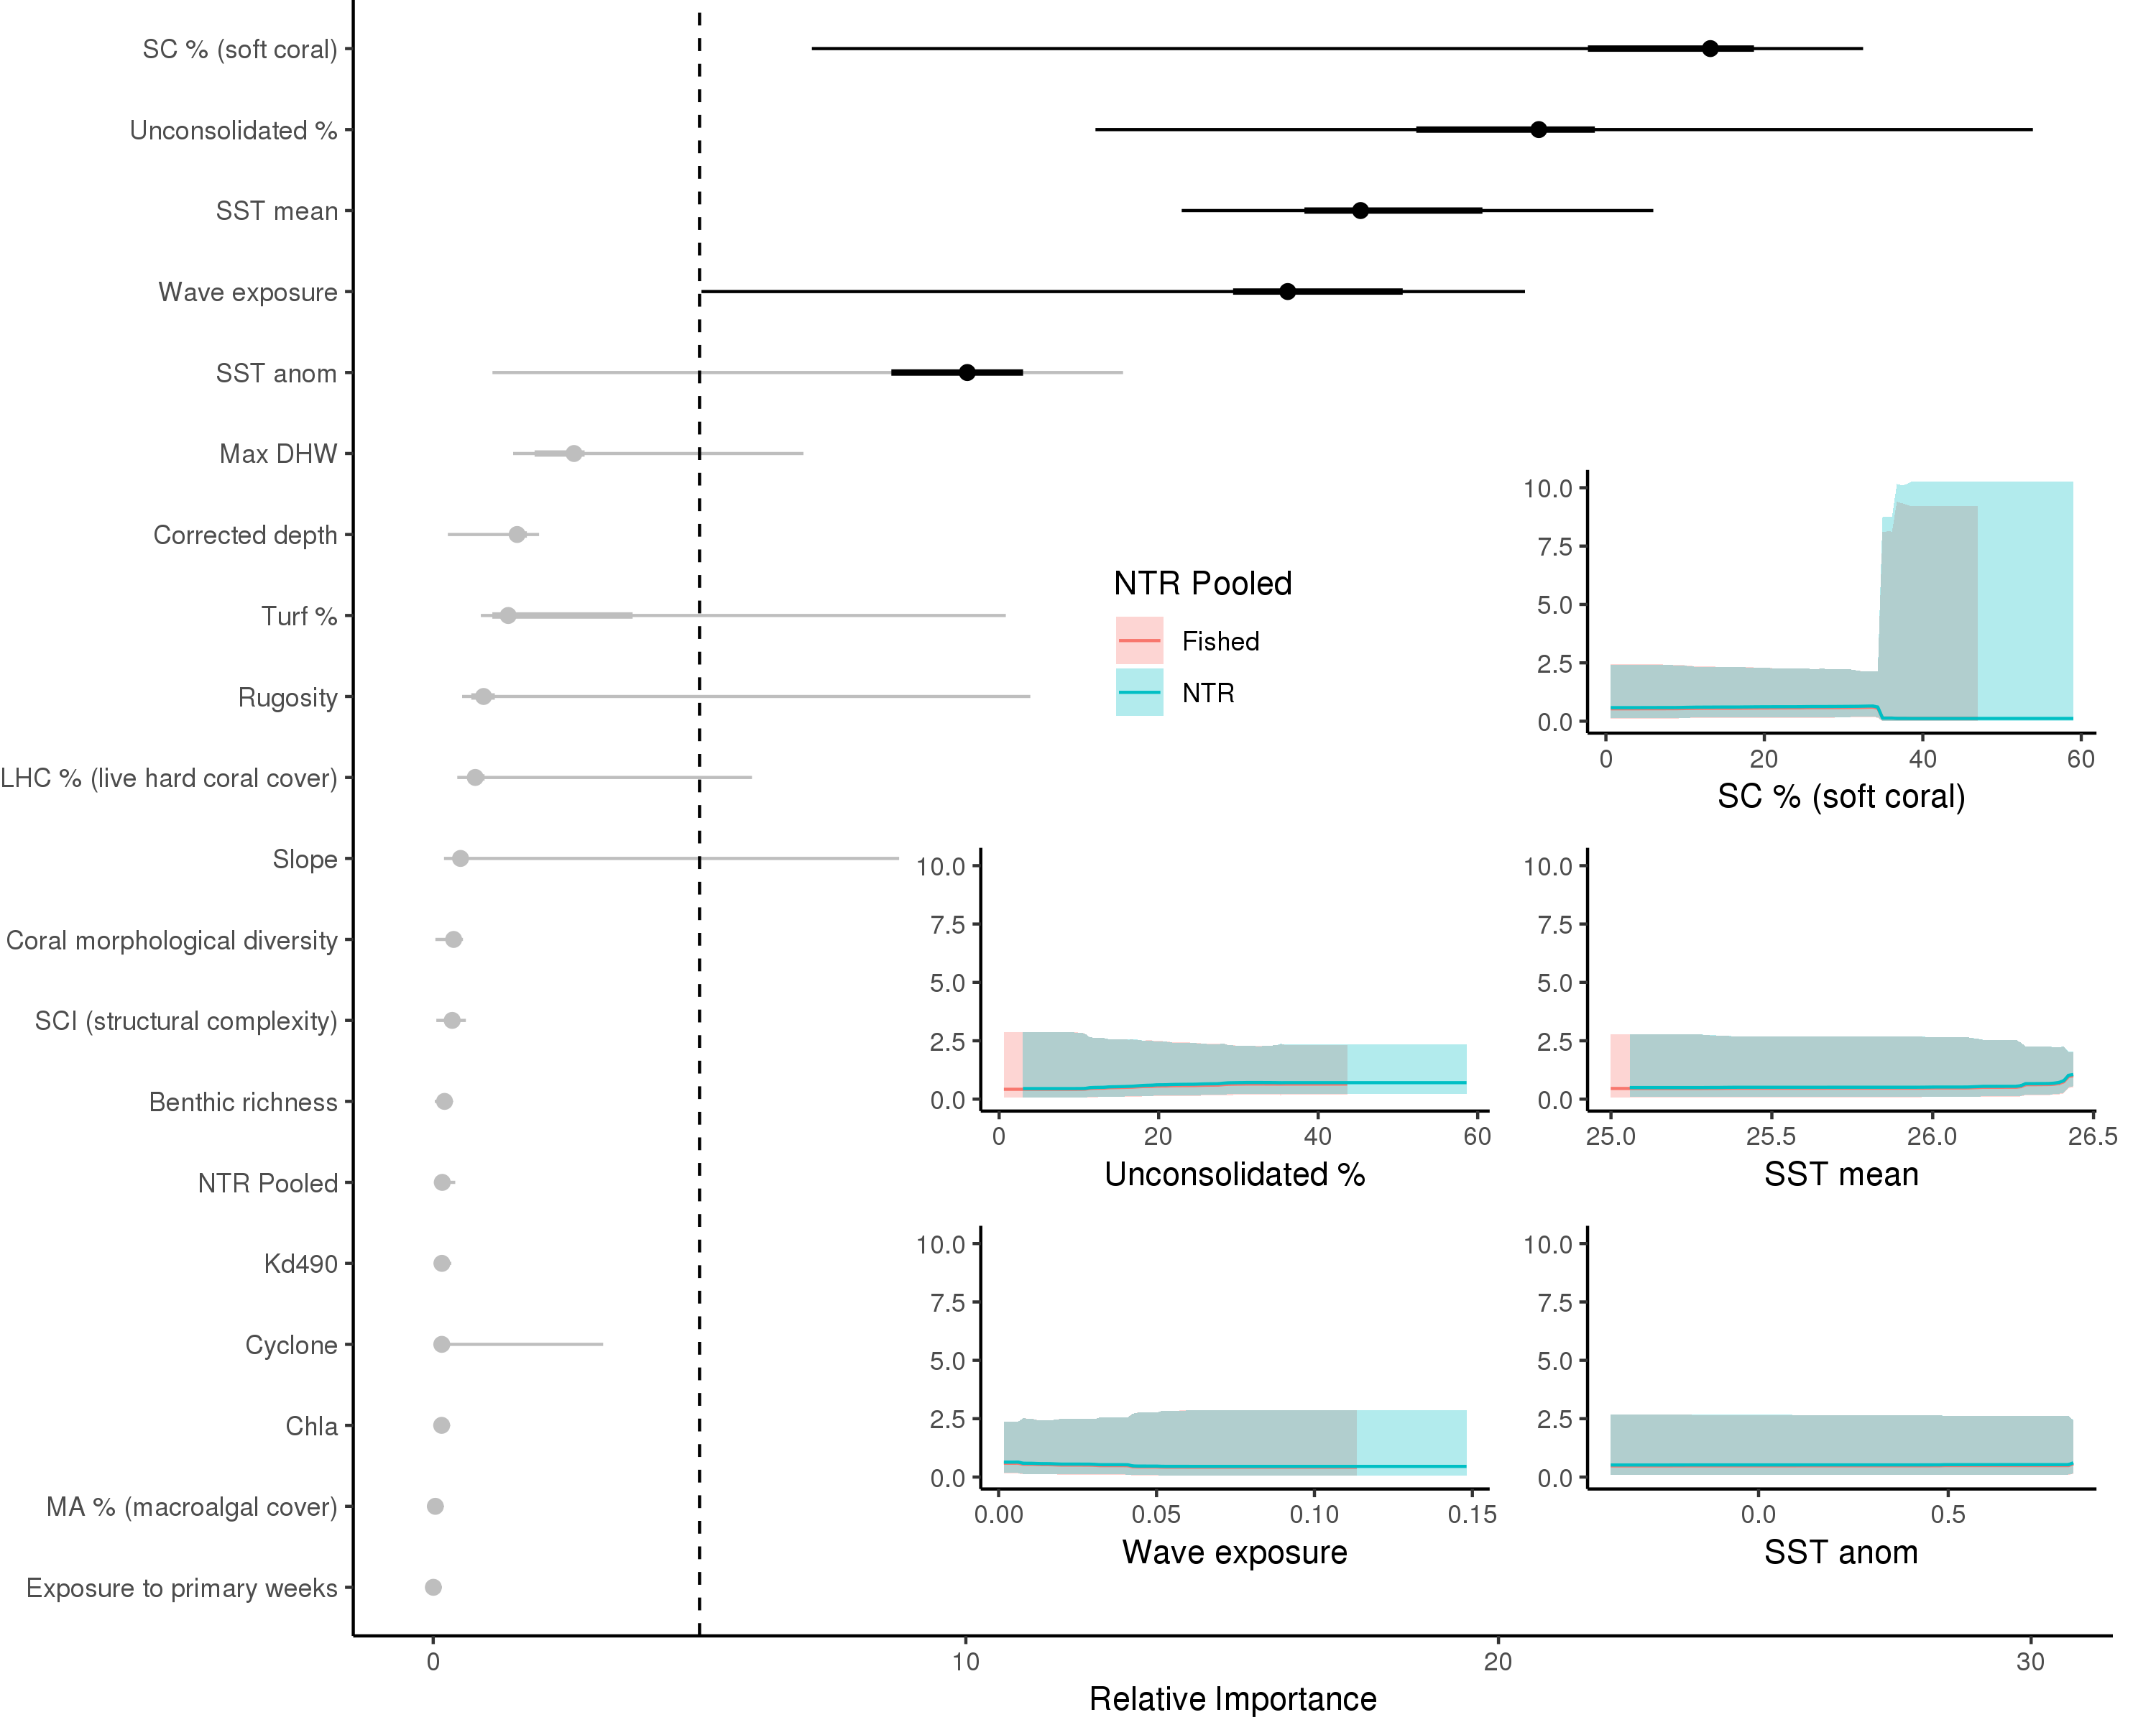 SC % (soft coral)
Unconsolidated %
SST mean
Wave exposure
SST anom
Max DHW
Corrected depth
Turf %
Rugosity
LHC % (live hard coral cover)
Slope
Coral morphological diversity
SCI (structural complexity)
Benthic richness
NTR Pooled
Kd490
Cyclone
Chla
MA % (macroalgal cover)
Exposure to primary weeks
0 10 20 30
Relative Importance
NTR Pooled
Fished
NTR
10.0
7.5
5.0
2.5
0.0
0 20 40 60
SC % (soft coral)
10.0
7.5
5.0
2.5
0.0
0 20 40 60
Unconsolidated %
10.0
7.5
5.0
2.5
0.0
25.0 25.5 26.0 26.5
SST mean
10.0
7.5
5.0
2.5
0.0
0.00 0.05 0.10 0.15
Wave exposure
10.0
7.5
5.0
2.5
0.0
0.0 0.5
SST anom